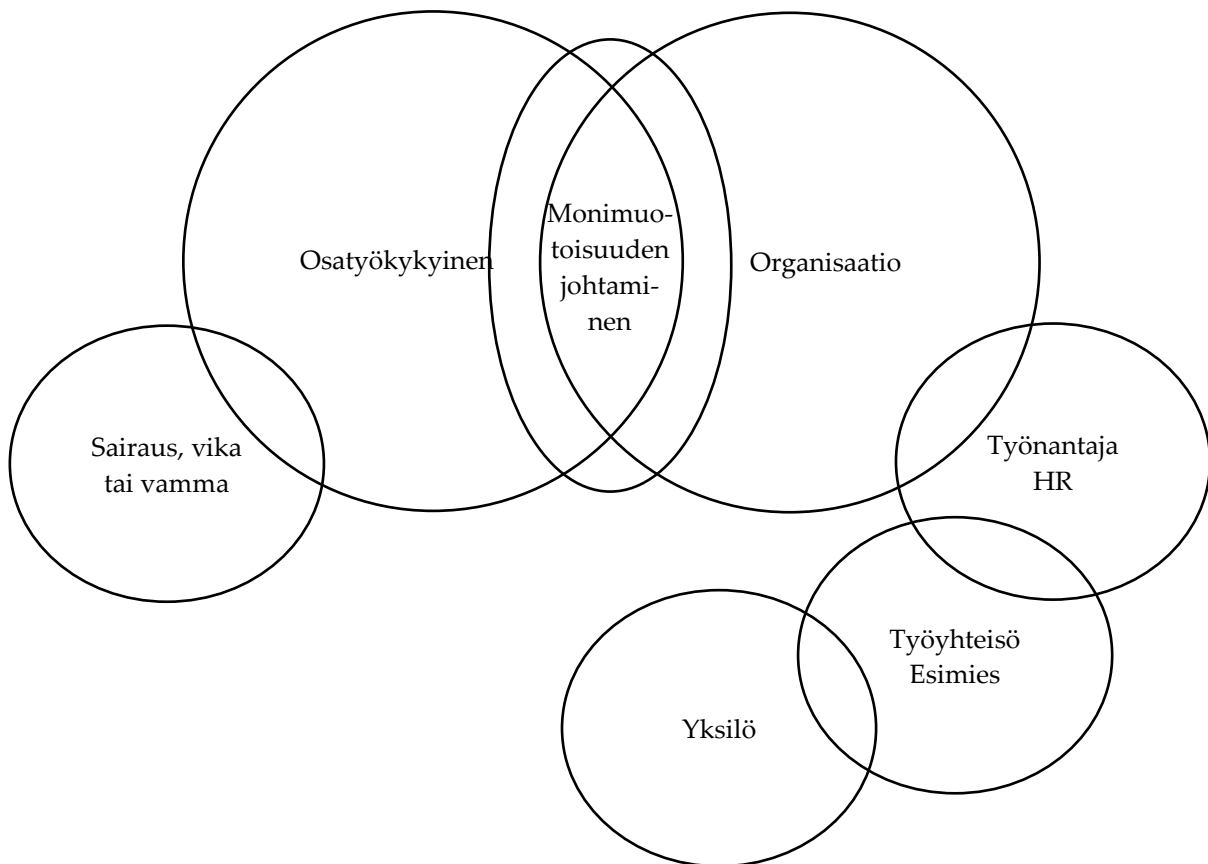 Osatyökykyinen
Monimuo-
toisuuden
johtami-
nen
Organisaatio
Sairaus, vika
tai vamma
Työnantaja
HR
Työyhteisö
Esimies
Yksilö